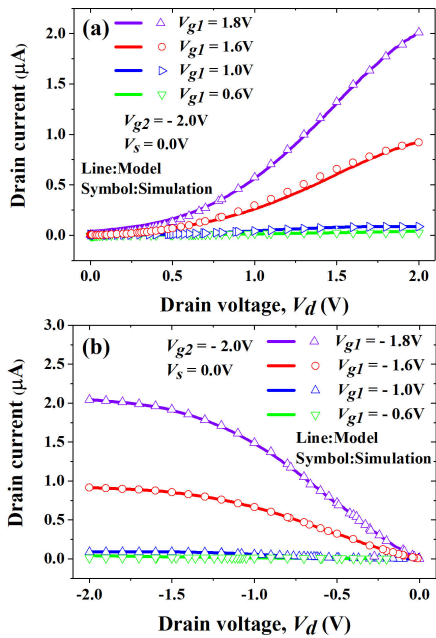 (a)
Vg1 = 1.8V
Vg1 = 1.6V
Vg1 = 1.0V
Vg1 = 0.6V
Vg2 = - 2.0V
Vs = 0.0V
Line:Model
Symbol:Simulation
Drain current (μA)
2.0
1.5
1.0
0.5
0.0
0.0 0.5 1.0 1.5 2.0
Drain voltage, Vd (V)
(b)
Vg2 = - 2.0V
Vs = 0.0V
Vg1 = - 1.8V
Vg1 = - 1.6V
Vg1 = - 1.0V
Vg1 = - 0.6V
Line:Model
Symbol:Simulation
Drain current (μA)
2.5
2.0
1.5
1.0
0.5
0.0
-2.0 -1.5 -1.0 -0.5 0.0
Drain voltage, Vd (V)